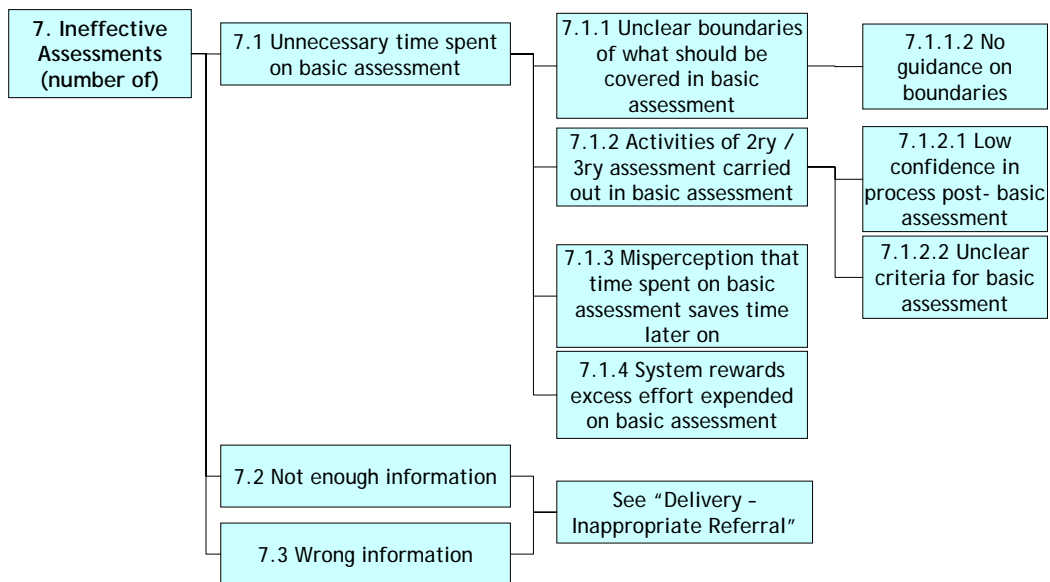 7. Ineffective
Assessments
(number of)
7.1 Unnecessary time spent
on basic assessment
7.1.1 Unclear boundaries
of what should be
covered in basic
assessment
7.1.1.2 No
guidance on
boundaries
7.1.2 Activities of 2ry /
3ry assessment carried
out in basic assessment
7.1.2.1 Low
confidence in
process post- basic
assessment
7.1.2.2 Unclear
criteria for basic
assessment
7.1.3 Misperception that
time spent on basic
assessment saves time
later on
7.1.4 System rewards
excess effort expended
on basic assessment
7.2 Not enough information
7.3 Wrong information
See “Delivery –
Inappropriate Referral”